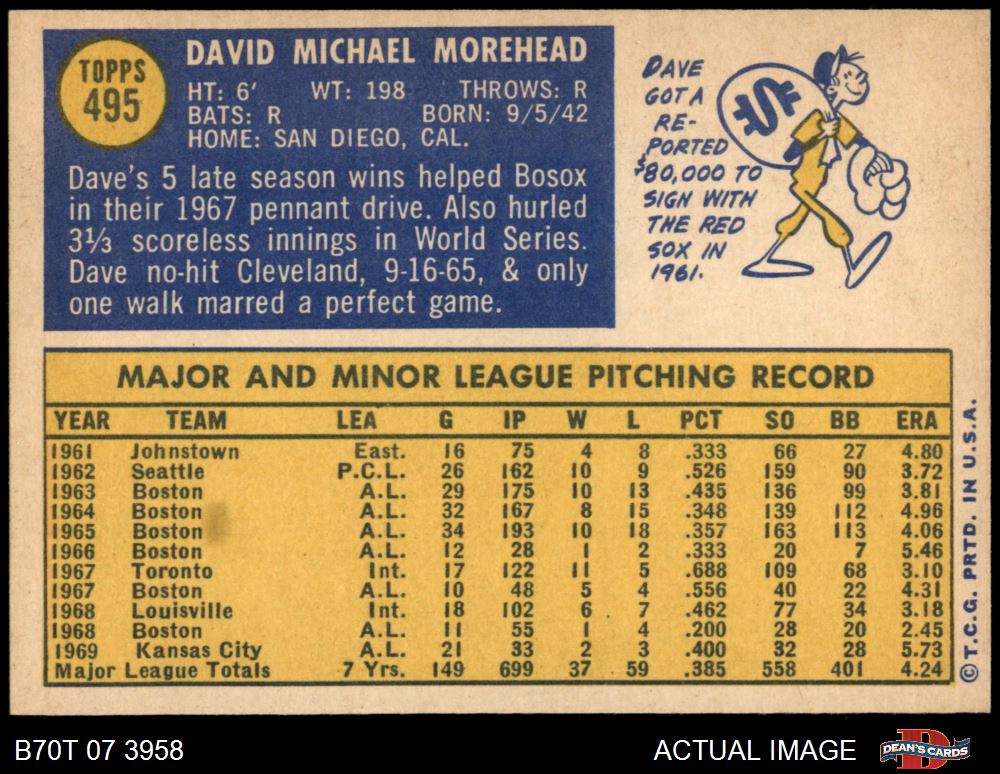 TOPPS
495
DAVID MICHAEL MOREHEAD
HT: 6' WT: 198 THROWS: R
BATS: R BORN: 9/5/42
HOME: SAN DIEGO, CAL.
Dave's 5 late season wins helped Bosox
in their 1967 pennant drive. Also hurled
3⅓ scoreless innings in World Series.
Dave no-hit Cleveland, 9-16-65, & only
one walk marred a perfect game.
DAVE
GOT A
RE-
PORTED
$80,000 TO
SIGN WITH
THE RED
SOX IN
1961.
$
MAJOR AND MINOR LEAGUE PITCHING RECORD
YEAR TEAM LEA G IP W L PCT SO BB ERA
1961 Johnstown East. 16 75 4 8 .333 66 27 4.80
1962 Seattle P.C.L. 26 162 10 9 .526 159 90 3.72
1963 Boston A.L. 29 175 10 13 .435 136 99 3.81
1964 Boston A.L. 32 167 8 15 .348 139 112 4.96
1965 Boston A.L. 34 193 10 18 .357 163 113 4.06
1966 Boston A.L. 12 28 1 2 .333 20 7 5.46
1967 Toronto Int. 17 122 11 5 .688 109 68 3.10
1967 Boston A.L. 10 48 5 4 .556 40 22 4.31
1968 Louisville Int. 18 102 6 7 .462 77 34 3.18
1968 Boston A.L. 11 55 1 4 .200 28 20 2.45
1969 Kansas City A.L. 21 33 2 3 .400 32 28 5.73
Major League Totals 7 Yrs. 149 699 37 59 .385 558 401 4.24
© T.C.G. PRTD. IN U.S.A.
B70T 07 3958 ACTUAL IMAGE
B
DEAN'S CARDS